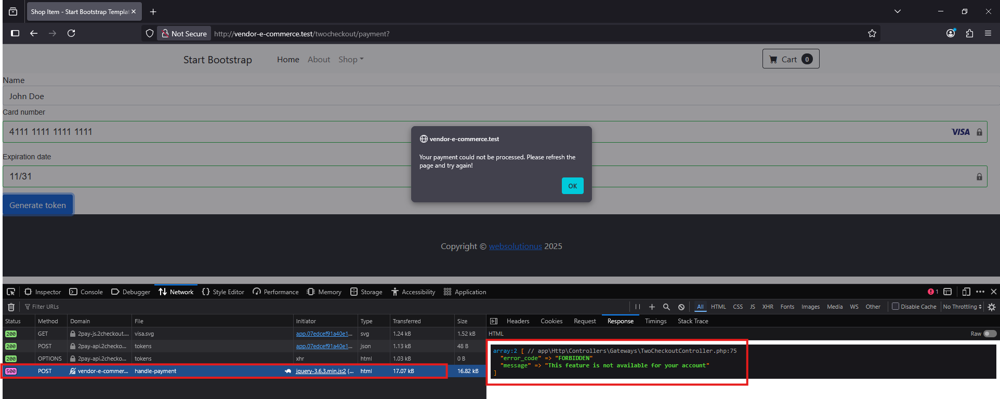 Shop Item - Start Bootstrap Templat
Not Secure http://vendor-e-commerce.test/twocheckout/payment?
Start Bootstrap Home About Shop Cart 0
Name
John Doe
Card number
4111 1111 1111 1111 VISA
Expiration date
11/31
Generate token
vendor-e-commerce.test
Your payment could not be processed. Please refresh the
page and try again!
OK
Copyright © websolutionus 2025
Inspector Console Debugger Network Style Editor Performance Memory Storage Accessibility Application 1
Filter URLs All HTML CSS JS XHR Fonts Images Media WS Other Disable Cache No Throttling
Status Method Domain File Initiator Type Transferred Size
200 GET 2pay-js.2checkout.... visa.svg app.07edcef91a40e1... svg 1.24 kB 1.52 kB
200 POST 2pay-api.2checko... tokens app.07edcef91a40e1... json 1.13 kB 48 B
200 OPTIONS 2pay-api.2checko... tokens xhr html 1.03 kB 0 B
500 POST vendor-e-commer... handle-payment jquery-3.6.3.min.js:2 (... html 17.07 kB 16.82 kB
Headers Cookies Request Response Timings Stack Trace
HTML Raw
array:2 [ // app\Http\Controllers\Gateways\TwoCheckoutController.php:75
"error_code" => "FORBIDDEN"
"message" => "This feature is not available for your account"
]